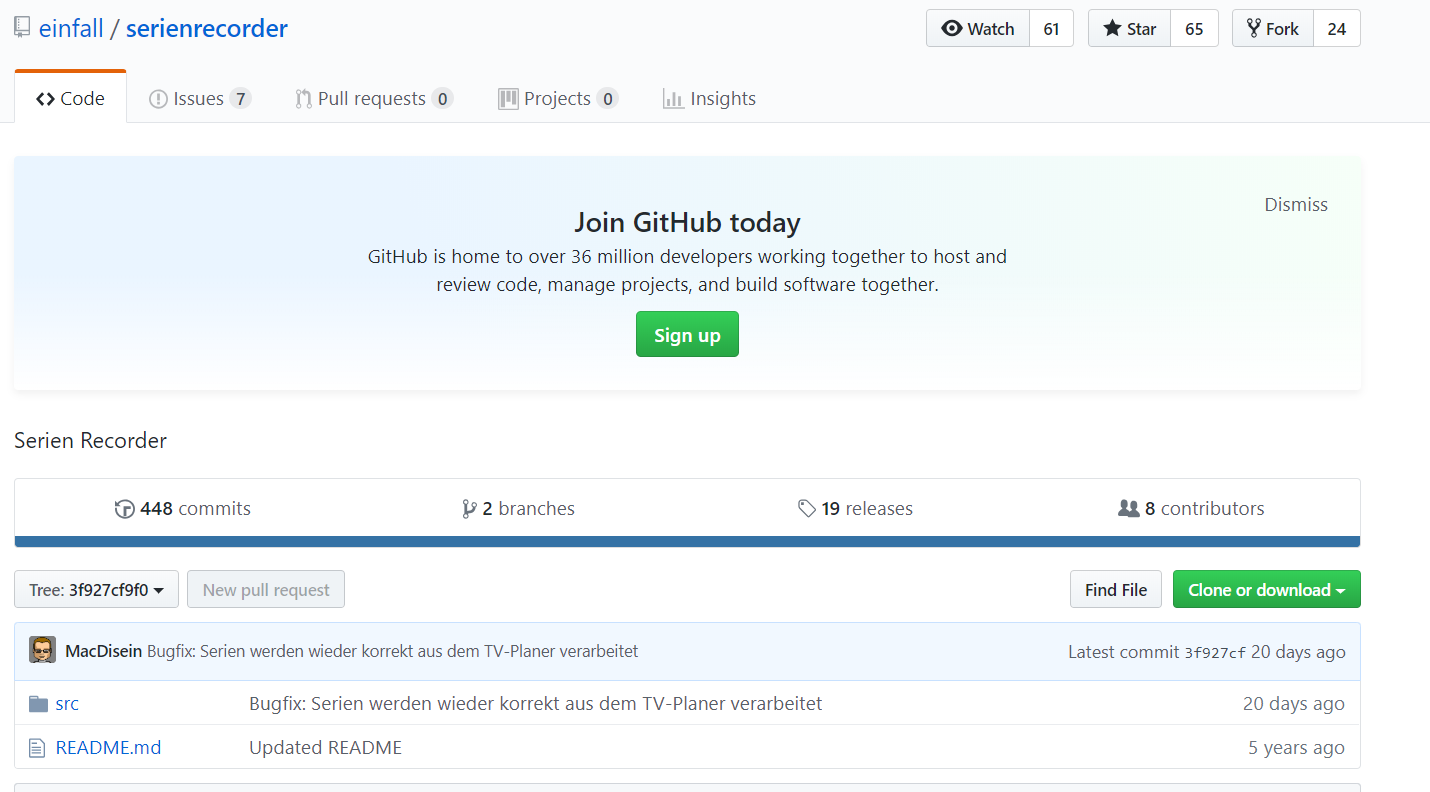 einfall / serienrecorder
Watch 61 Star 65 Fork 24
Code Issues 7 Pull requests 0 Projects 0 Insights
Dismiss
Join GitHub today
GitHub is home to over 36 million developers working together to host and
review code, manage projects, and build software together.
Sign up
Serien Recorder
448 commits 2 branches 19 releases 8 contributors
Tree: 3f927cf9f0 New pull request Find File Clone or download
MacDisein Bugfix: Serien werden wieder korrekt aus dem TV-Planer verarbeitet Latest commit 3f927cf 20 days ago
src Bugfix: Serien werden wieder korrekt aus dem TV-Planer verarbeitet 20 days ago
README.md Updated README 5 years ago